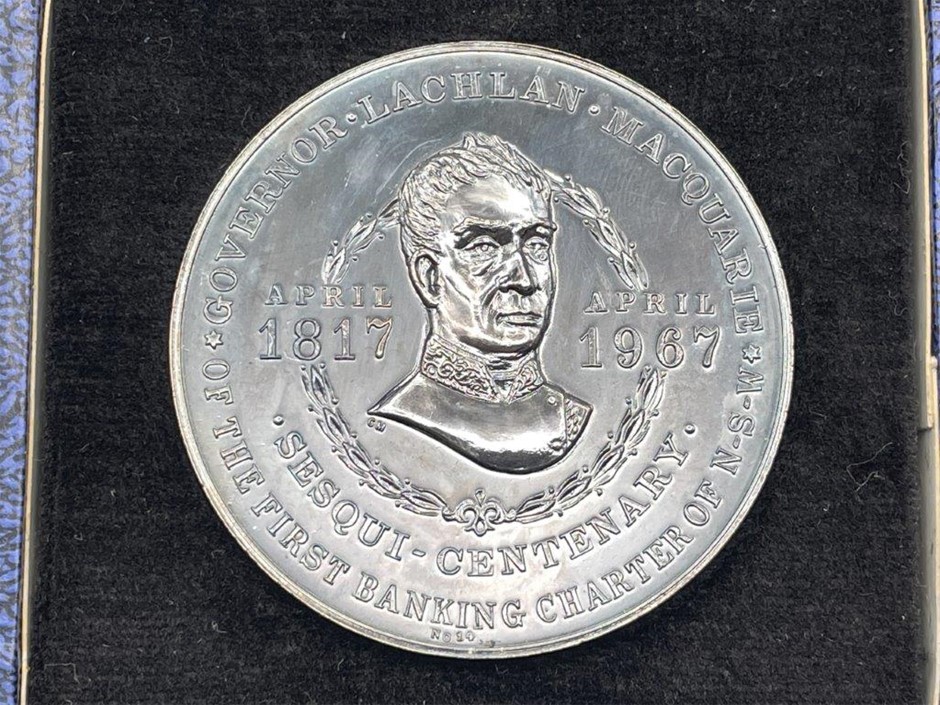 ·GOVERNOR·LACHLAN·MACQUARIE·
APRIL
1817
APRIL
1967
·SESQUI-CENTENARY·
OF THE FIRST BANKING CHARTER OF N-S-W